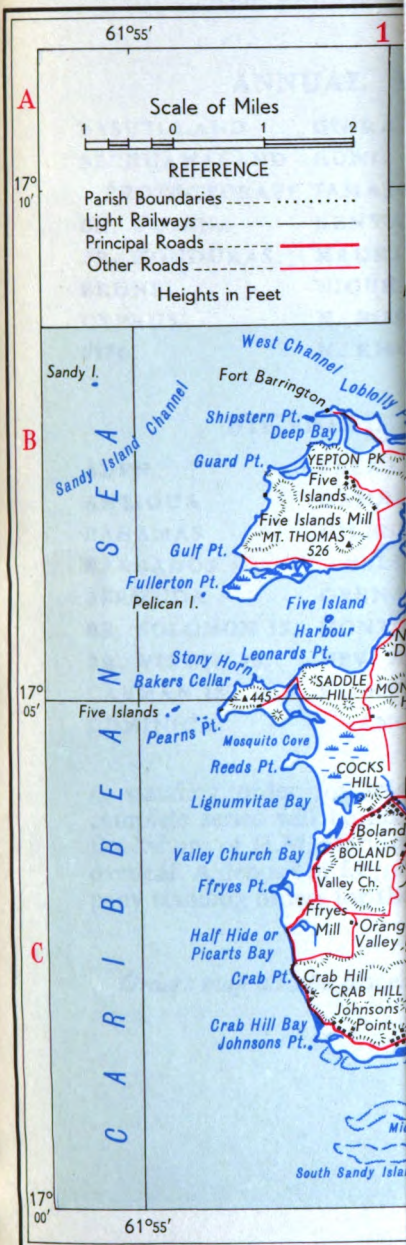 61°55'
1
A
Scale of Miles
1 0 1 2
REFERENCE
17°
10'
Parish Boundaries
Light Railways
Principal Roads
Other Roads
Heights in Feet
West Channel
Sandy I.
Fort Barrington
Loblolly
Shipstern Pt.
Deep Bay
Sandy Island Channel
B
Guard Pt.
YEPTON PK
Five
Islands
Five Islands Mill
MT. THOMAS
526
Gulf Pt.
Fullerton Pt.
Pelican I.
Five Island
Harbour
Leonards Pt.
Stony Horn
Bakers Cellar
SADDLE
HILL
445
17°
05'
Five Islands
Pearns Pt.
Mosquito Cove
Reeds Pt.
COCKS
HILL
Lignumvitae Bay
Boland
Valley Church Bay
BOLAND
HILL
Valley Ch.
Ffryes Pt.
Ffryes
Mill
Orang
Valley
C
Half Hide or
Picarts Bay
Crab Pt.
Crab Hill
CRAB HILL
Johnsons
Point
Crab Hill Bay
Johnsons Pt.
CARIBBEAN SEA
Mi
South Sandy Isla
17°
00'
61°55'